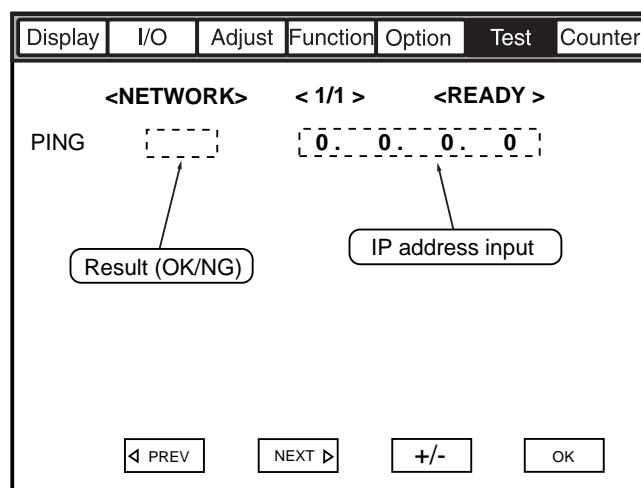 Display I/O Adjust Function Option Test Counter
<NETWORK> < 1/1 > <READY >
PING 0. 0. 0. 0
Result (OK/NG) IP address input
PREV NEXT +/- OK